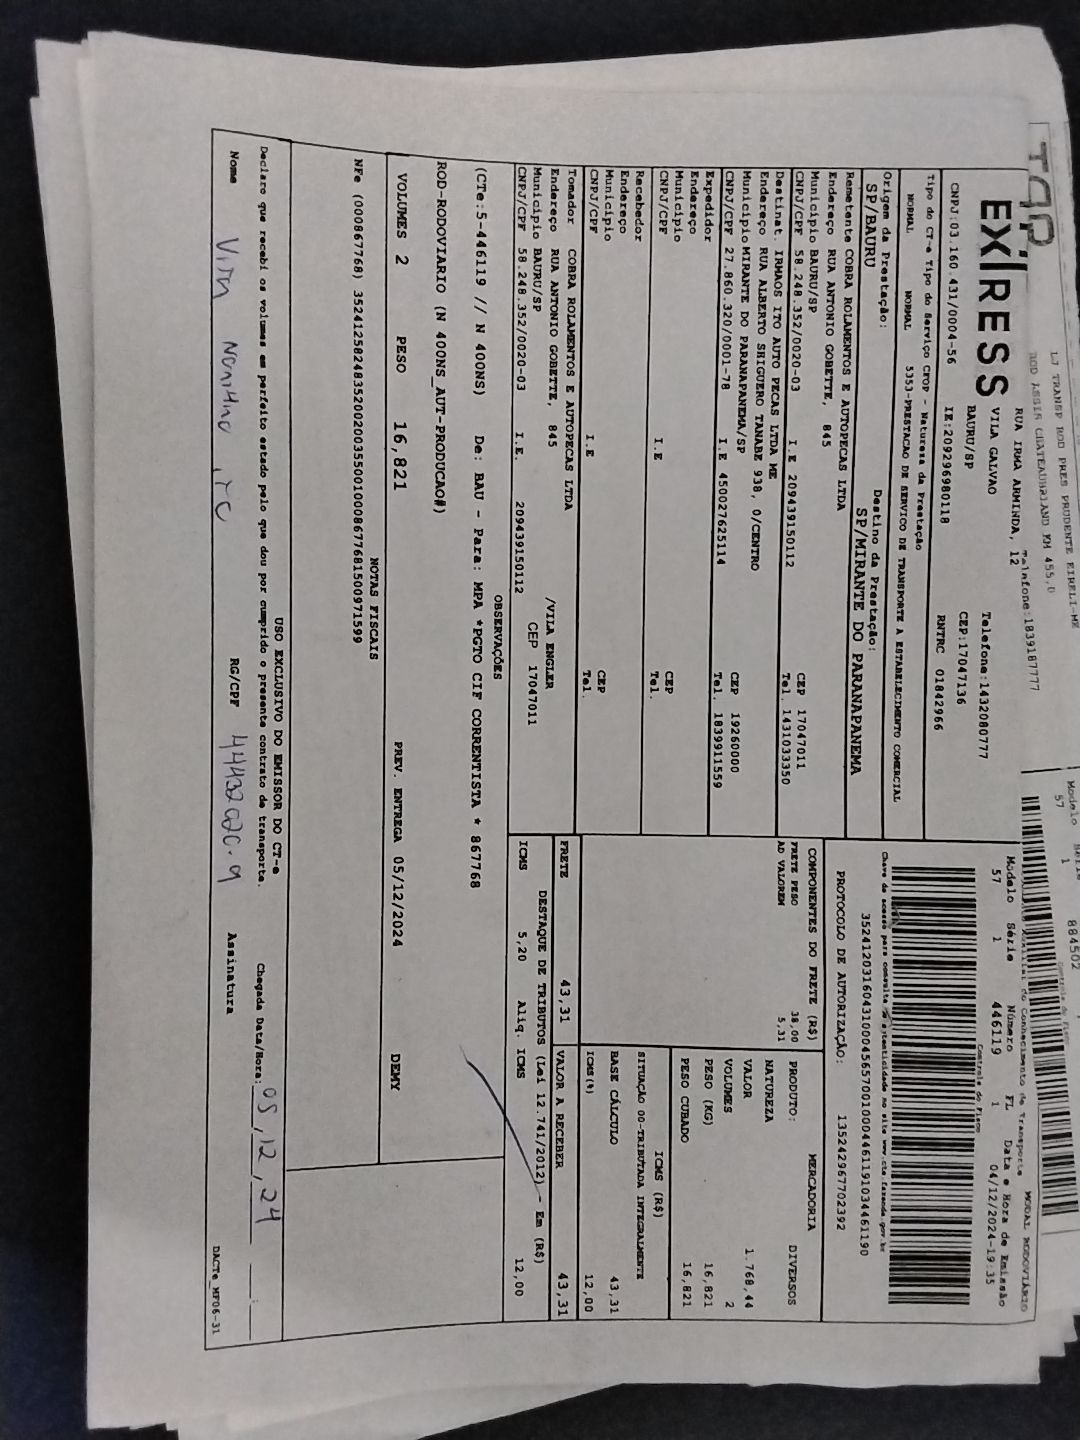 LJ TRANSP ROD PRES PRUDENTE EIRELI-ME
ROD ASSIS CHATEAUBRIAND KM 455,0
Telefone:1839187777
Modelo
57 1 884502
EX RESS
RUA IRMA ARMINDA, 12
VILA GALVAO
Telefone:1432080777
BAURU/SP
CEP:17047136
CNPJ:03.160.431/0004-56 IE:209296980118 RNTRC 01842966
do Conhecimento de Transporte MODAL RODOVIÁRIO
Modelo Série Número FL Data e Hora de Emissão
57 1 446119 1 04/12/2024-19:35
Controle do Fisco
Chave de acesso para consulta de autenticidade no site www.cte.fazenda.gov.br
35241203160431000456570010004461191034461190
PROTOCOLO DE AUTORIZAÇÃO: 135242967702392
Tipo do CT-e Tipo do Serviço CFOP - Natureza da Prestação
NORMAL NORMAL 5353-PRESTACAO DE SERVICO DE TRANSPORTE A ESTABELECIMENTO COMERCIAL
Origem da Prestação: Destino da Prestação:
SP/BAURU SP/MIRANTE DO PARANAPANEMA
Remetente COBRA ROLAMENTOS E AUTOPECAS LTDA
Endereço RUA ANTONIO GOBETTE, 845
Município BAURU/SP CEP 17047011
CNPJ/CPF 58.248.352/0020-03 I.E 209439150112 Tel. 1431033350
Destinat. IRMAOS ITO AUTO PECAS LTDA ME
Endereço RUA ALBERTO SHIGUERO TANABE 938, 0/CENTRO
Município MIRANTE DO PARANAPANEMA/SP CEP 19260000
CNPJ/CPF 27.860.320/0001-78 I.E 450027625114 Tel. 1839911559
Expedidor
Endereço
Município CEP
CNPJ/CPF I.E Tel.
Recebedor
Endereço
Município CEP
CNPJ/CPF I.E Tel.
Tomador COBRA ROLAMENTOS E AUTOPECAS LTDA
Endereço RUA ANTONIO GOBETTE, 845 /VILA ENGLER
Município BAURU/SP CEP 17047011
CNPJ/CPF 58.248.352/0020-03 I.E. 209439150112
COMPONENTES DO FRETE (R$)
FRETE PESO 38,00
AD VALOREM 5,31
PRODUTO: MERCADORIA
NATUREZA DIVERSOS
VALOR 1.768,44
VOLUMES 2
PESO (KG) 16,821
PESO CUBADO 16,821
ICMS (R$)
SITUAÇÃO 00-TRIBUTADA INTEGRALMENTE
BASE CÁLCULO 43,31
ICMS(%) 12,00
FRETE 43,31 VALOR A RECEBER 43,31
DESTAQUE DE TRIBUTOS (Lei 12.741/2012) - Em (R$)
ICMS 5,20 Aliq. ICMS 12,00
OBSERVAÇÕES
(CTe:5-446119 // N 400NS) De: BAU - Para: MPA *PGTO CIF CORRENTISTA * 867768
ROD-RODOVIARIO (N 400NS_AUT-PRODUCAO#)
VOLUMES 2 PESO 16,821 PREV. ENTREGA 05/12/2024 DEMY
NOTAS FISCAIS
NFe (000867768) 35241258248352002003550010008677681500971599
USO EXCLUSIVO DO EMISSOR DO CT-e
Declaro que recebi os volumes em perfeito estado pelo que dou por cumprido o presente contrato de transporte. Chegada Data/Hora: 05,12,24
Nome RG/CPF Assinatura
DACTe_MF06-31